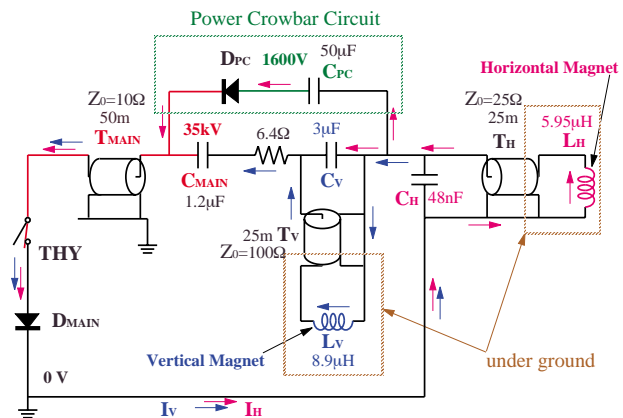 Power Crowbar Circuit
DPC 1600V 50μF
CPC
Horizontal Magnet
Z0=10Ω
50m
TMAIN
35kV
6.4Ω
3μF
Z0=25Ω
25m
TH
5.95μH
LH
CMAIN
1.2μF
CV
CH
48nF
THY
25m TV
Z0=100Ω
DMAIN
Vertical Magnet
LV
8.9μH
under ground
0 V
IV
IH